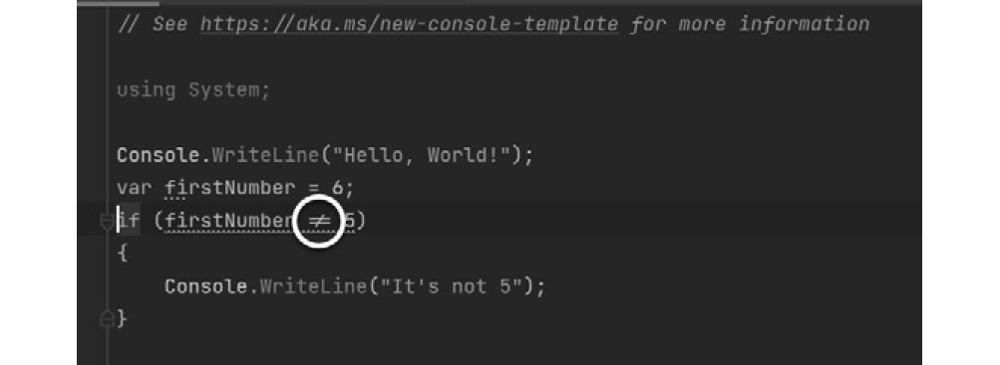 // See https://aka.ms/new-console-template for more information
using System;
Console.WriteLine("Hello, World!");
var firstNumber = 6;
if (firstNumber ≠ 5)
{
Console.WriteLine("It's not 5");
}